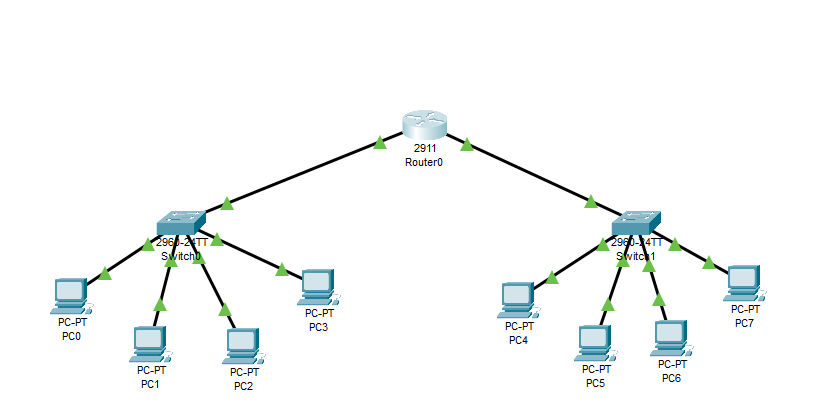 2911
Router0
2960-24TT
Switch0
2960-24TT
Switch1
PC-PT
PC0
PC-PT
PC1
PC-PT
PC2
PC-PT
PC3
PC-PT
PC4
PC-PT
PC5
PC-PT
PC6
PC-PT
PC7